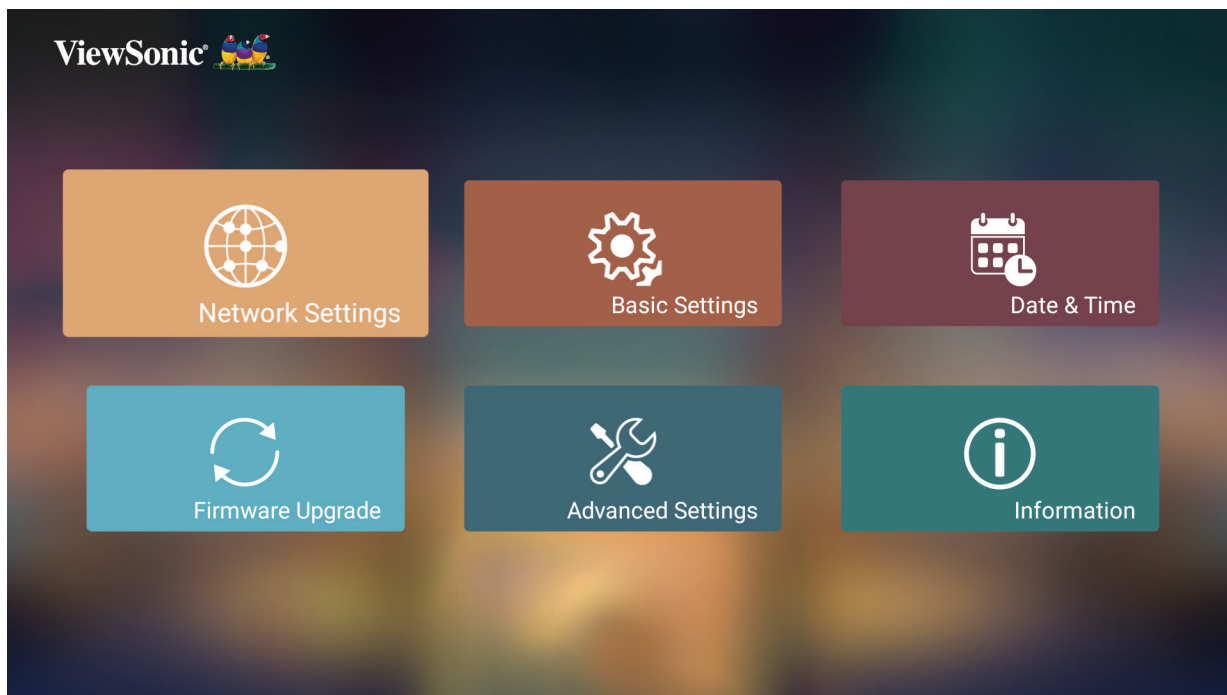 ViewSonic®
Network Settings
Basic Settings
Date & Time
Firmware Upgrade
Advanced Settings
Information